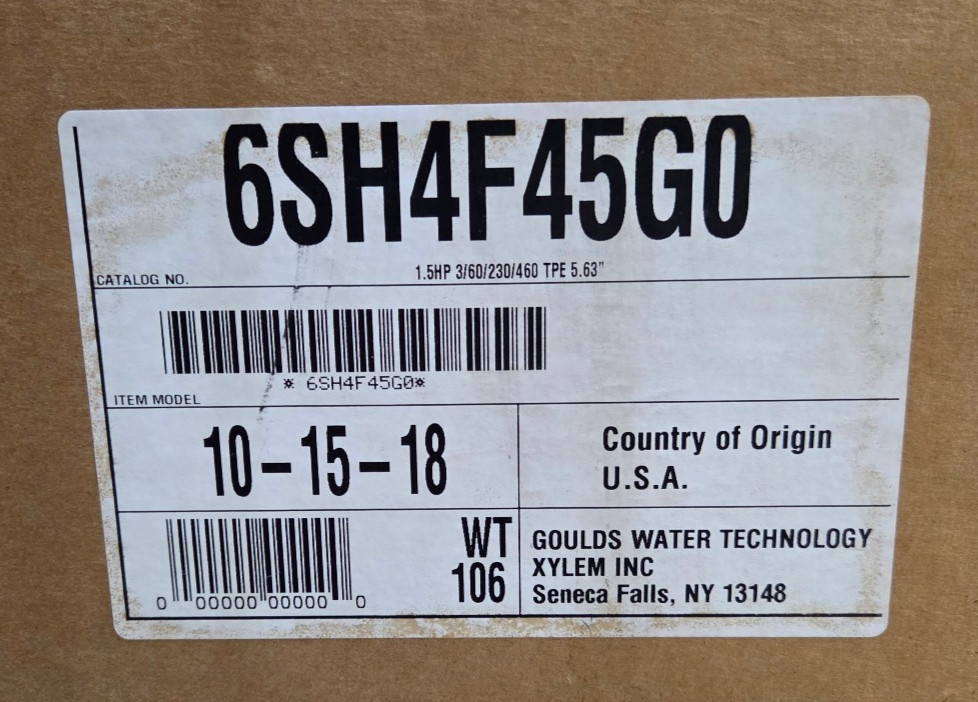 6SH4F45G0
1.5HP 3/60/230/460 TPE 5.63"
CATALOG NO.
* 6SH4F45G0*
ITEM MODEL
10-15-18
Country of Origin
U.S.A.
WT
106
0 00000 00000 0
GOULDS WATER TECHNOLOGY
XYLEM INC
Seneca Falls, NY 13148